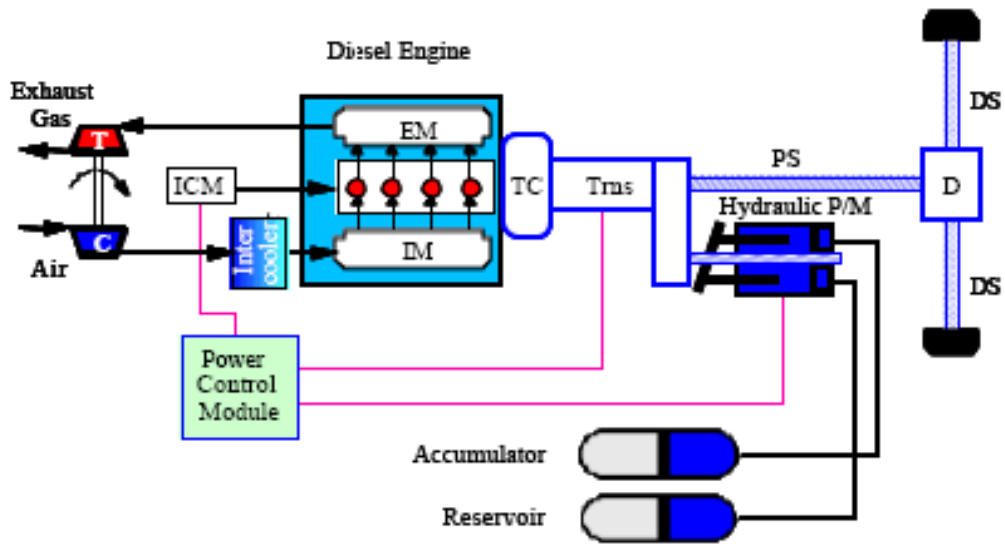 Diesel Engine
Exhaust
Gas
T
EM
DS
ICM
TC
Trns
PS
D
Hydraulic P/M
C
Air
Inter
cooler
IM
DS
Power
Control
Module
Accumulator
Reservoir